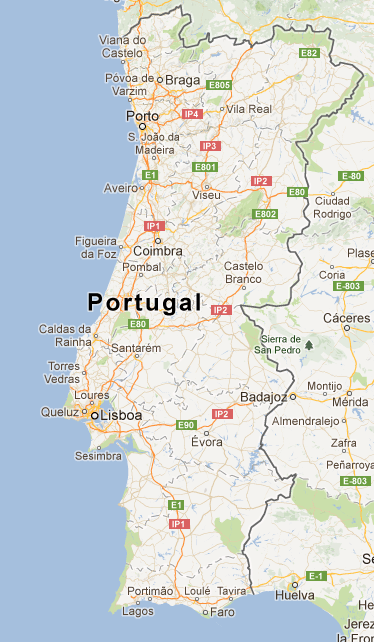 Viana do
Castelo
E82
Póvoa de
Varzim
Braga
E805
Porto
IP4
Vila Real
S. João da
Madeira
IP3
E801
E1
IP2
Aveiro
Viseu
E80
E-80
E802
Ciudad
Rodrigo
IP1
Figueira
da Foz
Coimbra
Pombal
Castelo
Branco
Coria
E-803
Portugal
IP2
E80
Cáceres
Caldas da
Rainha
Santarém
Sierra de
San Pedro
Torres
Vedras
Loures
Montijo
Badajoz
Mérida
Queluz
Lisboa
IP2
Almendralejo
E90
Évora
Zafra
Sesimbra
E-803
E1
IP1
E-1
Portimão
Loulé
Tavira
Huelva
Lagos
Faro